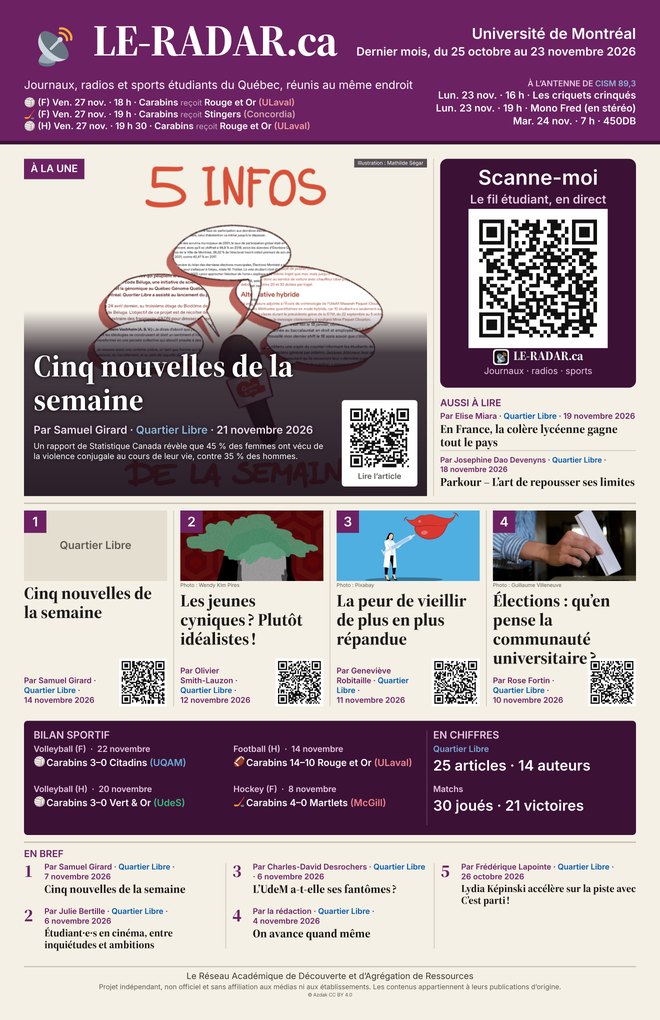 LE-RADAR.ca
Université de Montréal
Dernier mois, du 25 octobre au 23 novembre 2026
Journaux, radios et sports étudiants du Québec, réunis au même endroit
(F) Ven. 27 nov. · 18 h · Carabins reçoit Rouge et Or (ULaval)
(F) Ven. 27 nov. · 19 h · Carabins reçoit Stingers (Concordia)
(H) Ven. 27 nov. · 19 h 30 · Carabins reçoit Rouge et Or (ULaval)
À L'ANTENNE DE CISM 89,3
Lun. 23 nov. · 16 h · Les criquets crinqués
Lun. 23 nov. · 19 h · Mono Fred (en stéréo)
Mar. 24 nov. · 7 h · 450DB
À LA UNE
Illustration : Mathilde Ségar
5 INFOS
Cinq nouvelles de la
semaine
Par Samuel Girard · Quartier Libre · 21 novembre 2026
Un rapport de Statistique Canada révèle que 45 % des femmes ont vécu de
la violence conjugale au cours de leur vie, contre 35 % des hommes.
DE LA SEMAINE
Lire l'article
Scanne-moi
Le fil étudiant, en direct
LE-RADAR.ca
Journaux · radios · sports
AUSSI À LIRE
Par Elise Miara · Quartier Libre · 19 novembre 2026
En France, la colère lycéenne gagne
tout le pays
Par Josephine Dao Devenyns · Quartier Libre ·
18 novembre 2026
Parkour – L'art de repousser ses limites
1
Quartier Libre
Cinq nouvelles de
la semaine
Par Samuel Girard ·
Quartier Libre ·
14 novembre 2026
2
Photo : Wendy Kim Pires
Les jeunes
cyniques ? Plutôt
idéalistes !
Par Olivier
Smith-Lauzon ·
Quartier Libre ·
12 novembre 2026
3
Photo : Pixabay
La peur de vieillir
de plus en plus
répandue
Par Geneviève
Robitaille · Quartier
Libre ·
11 novembre 2026
4
Photo : Guillaume Villeneuve
Élections : qu'en
pense la
communauté
universitaire ?
Par Rose Fortin ·
Quartier Libre ·
10 novembre 2026
BILAN SPORTIF
Volleyball (F) · 22 novembre
Carabins 3–0 Citadins (UQAM)
Football (H) · 14 novembre
Carabins 14–10 Rouge et Or (ULaval)
Volleyball (H) · 20 novembre
Carabins 3–0 Vert & Or (UdeS)
Hockey (F) · 8 novembre
Carabins 4–0 Martlets (McGill)
EN CHIFFRES
Quartier Libre
25 articles · 14 auteurs
Matchs
30 joués · 21 victoires
EN BREF
1
Par Samuel Girard · Quartier Libre ·
7 novembre 2026
Cinq nouvelles de la semaine
2
Par Julie Bertille · Quartier Libre ·
6 novembre 2026
Étudiant·e·s en cinéma, entre
inquiétudes et ambitions
3
Par Charles-David Desrochers · Quartier Libre
· 6 novembre 2026
L'UdeM a-t-elle ses fantômes ?
4
Par la rédaction · Quartier Libre ·
4 novembre 2026
On avance quand même
5
Par Frédérique Lapointe · Quartier Libre ·
26 octobre 2026
Lydia Képinski accélère sur la piste avec
C'est parti !
Le Réseau Académique de Découverte et d'Agrégation de Ressources
Projet indépendant, non officiel et sans affiliation aux médias ni aux établissements. Les contenus appartiennent à leurs publications d'origine.
© Azdak CC BY 4.0